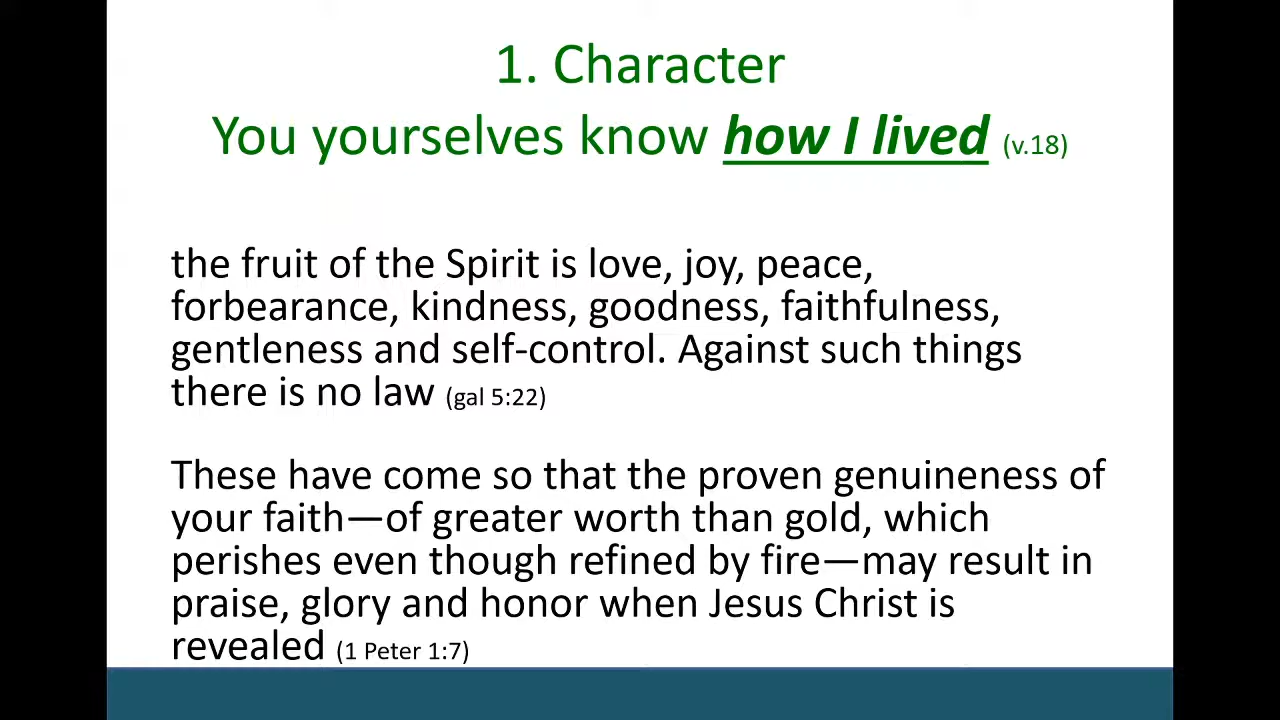 1. Character
You yourselves know how I lived (v.18)
the fruit of the Spirit is love, joy, peace,
forbearance, kindness, goodness, faithfulness,
gentleness and self-control. Against such things
there is no law (gal 5:22)
These have come so that the proven genuineness of
your faith—of greater worth than gold, which
perishes even though refined by fire—may result in
praise, glory and honor when Jesus Christ is
revealed (1 Peter 1:7)